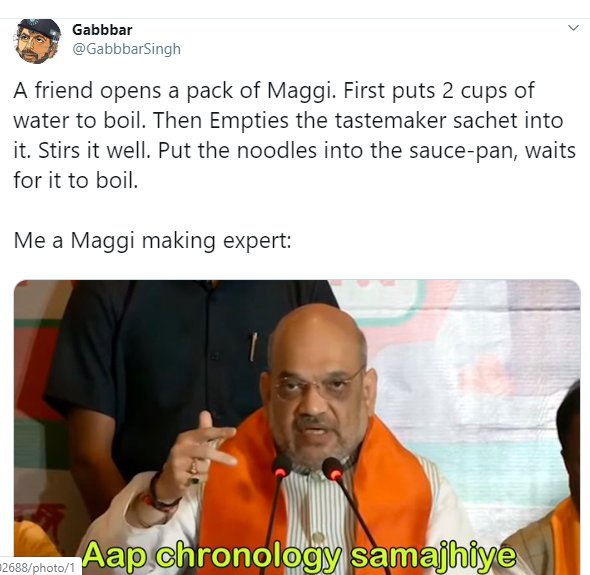 Gabbbar
@GabbbarSingh
A friend opens a pack of Maggi. First puts 2 cups of
water to boil. Then Empties the tastemaker sachet into
it. Stirs it well. Put the noodles into the sauce-pan, waits
for it to boil.
Me a Maggi making expert:
Aap chronology samajhiye
02688/photo/1